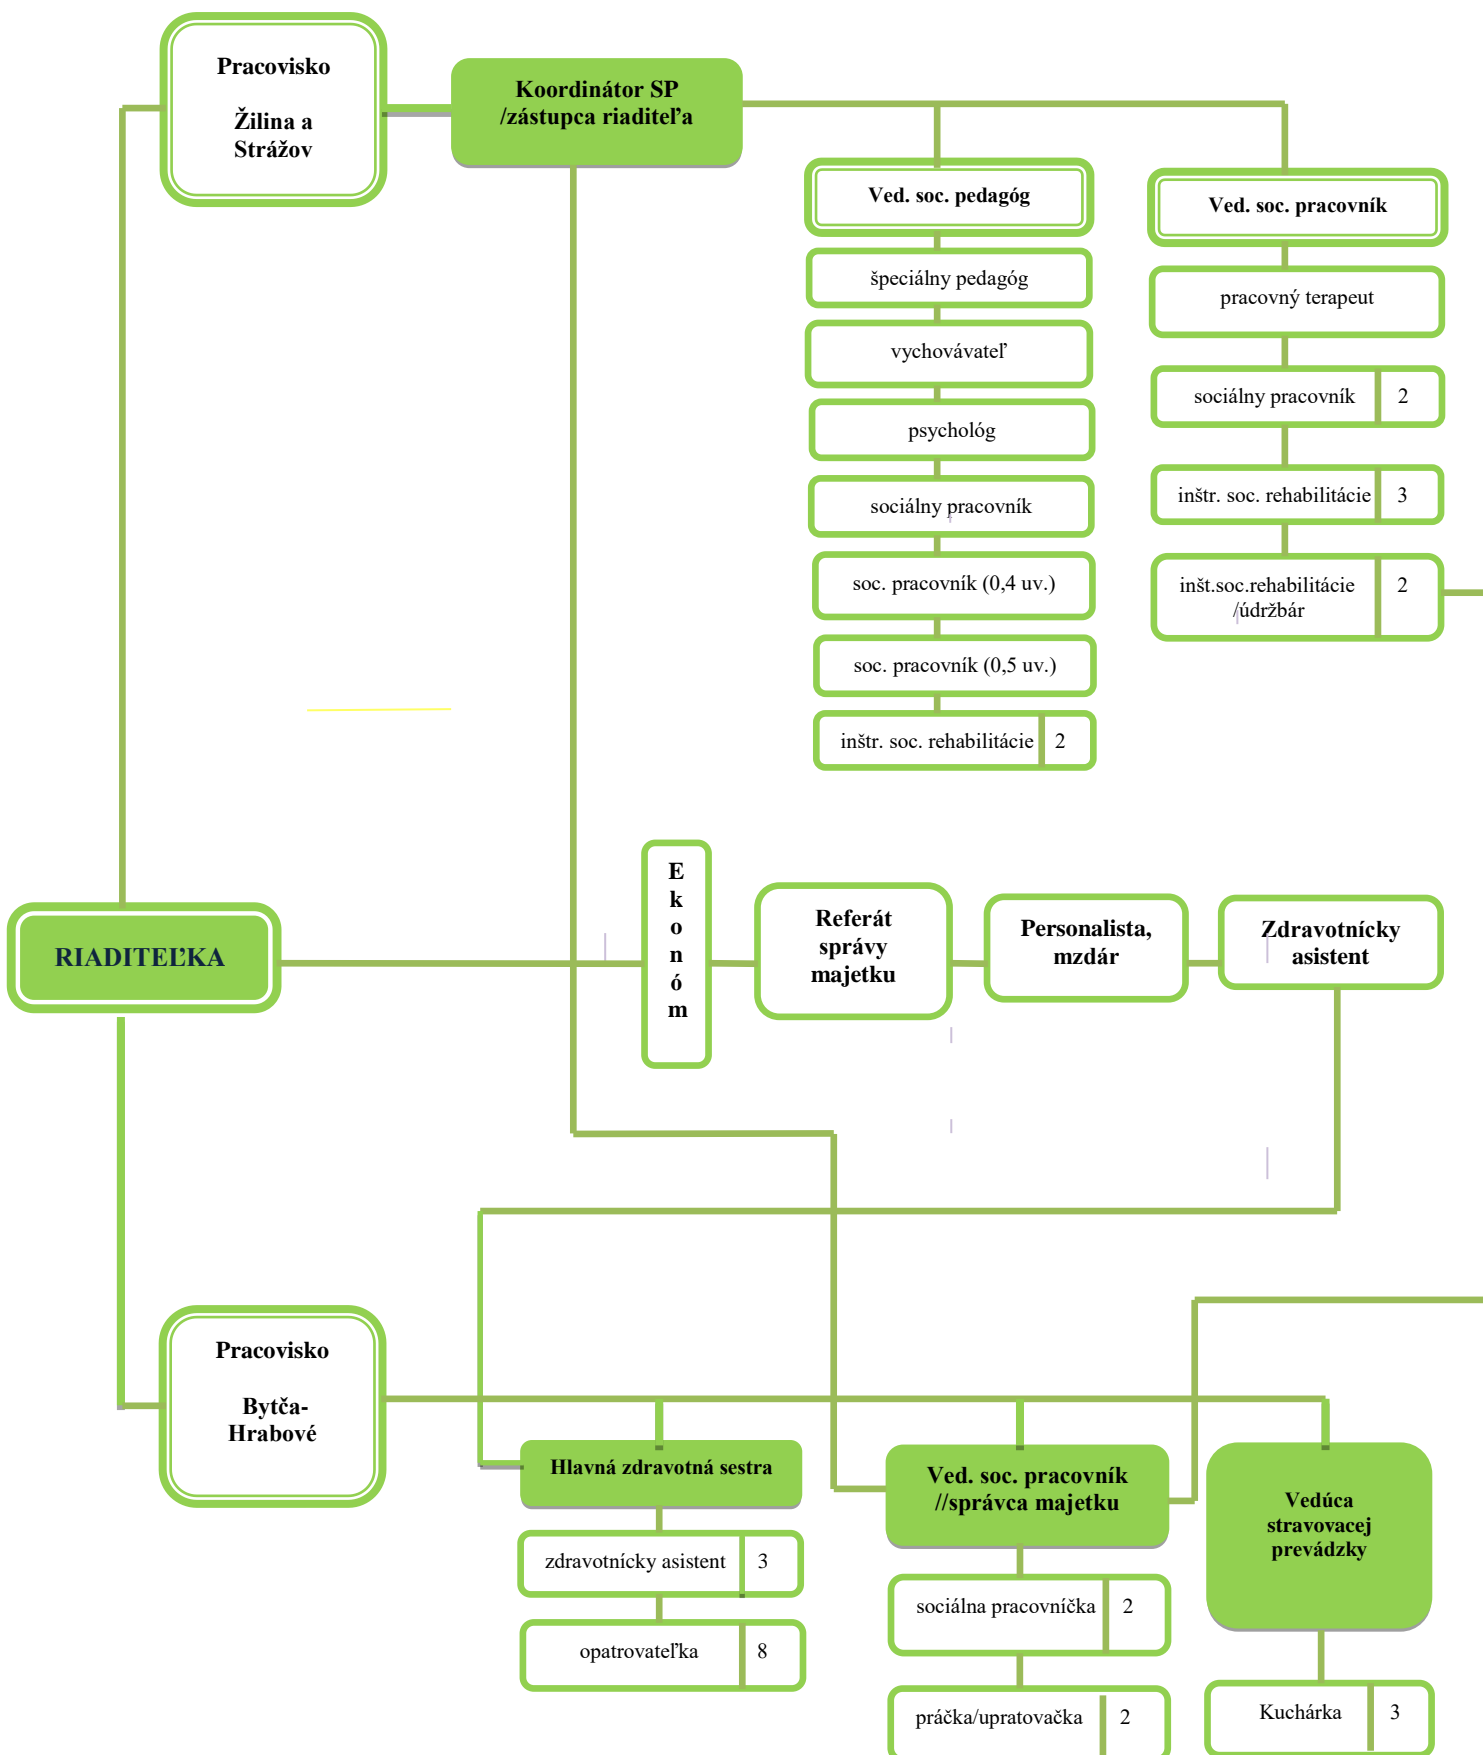 Pracovisko
Žilina a
Strážov
Koordinátor SP
/zástupca riaditeľa
Ved. soc. pedagóg
špeciálny pedagóg
vychovávateľ
psychológ
sociálny pracovník
soc. pracovník (0,4 uv.)
soc. pracovník (0,5 uv.)
inštr. soc. rehabilitácie 2
Ved. soc. pracovník
pracovný terapeut
sociálny pracovník 2
inštr. soc. rehabilitácie 3
inšt.soc.rehabilitácie 2
/údržbár
RIADITEĽKA
E
k
o
n
ó
m
Referát
správy
majetku
Personalista,
mzdár
Zdravotnícky
asistent
Pracovisko
Bytča-
Hrabové
Hlavná zdravotná sestra
zdravotnícky asistent 3
opatrovateľka 8
Ved. soc. pracovník
//správca majetku
sociálna pracovníčka 2
práčka/upratovačka 2
Vedúca
stravovacej
prevádzky
Kuchárka 3